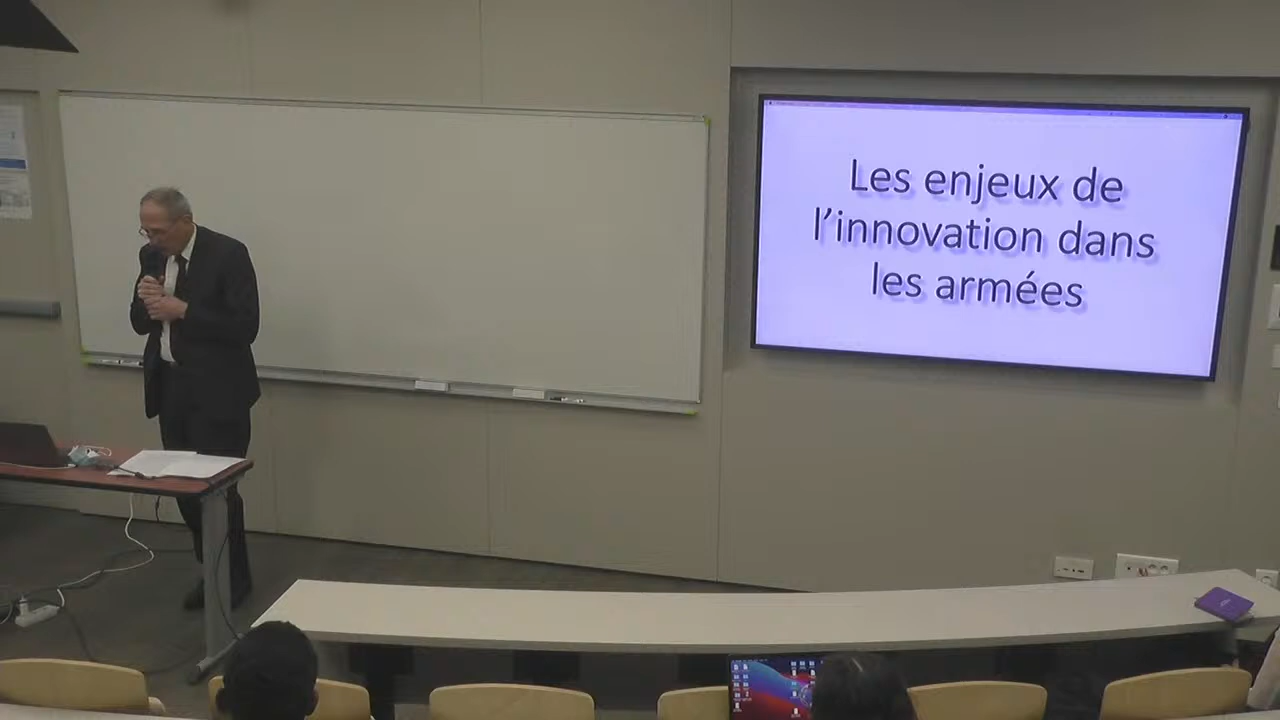 Les enjeux de
l’innovation dans
les armées